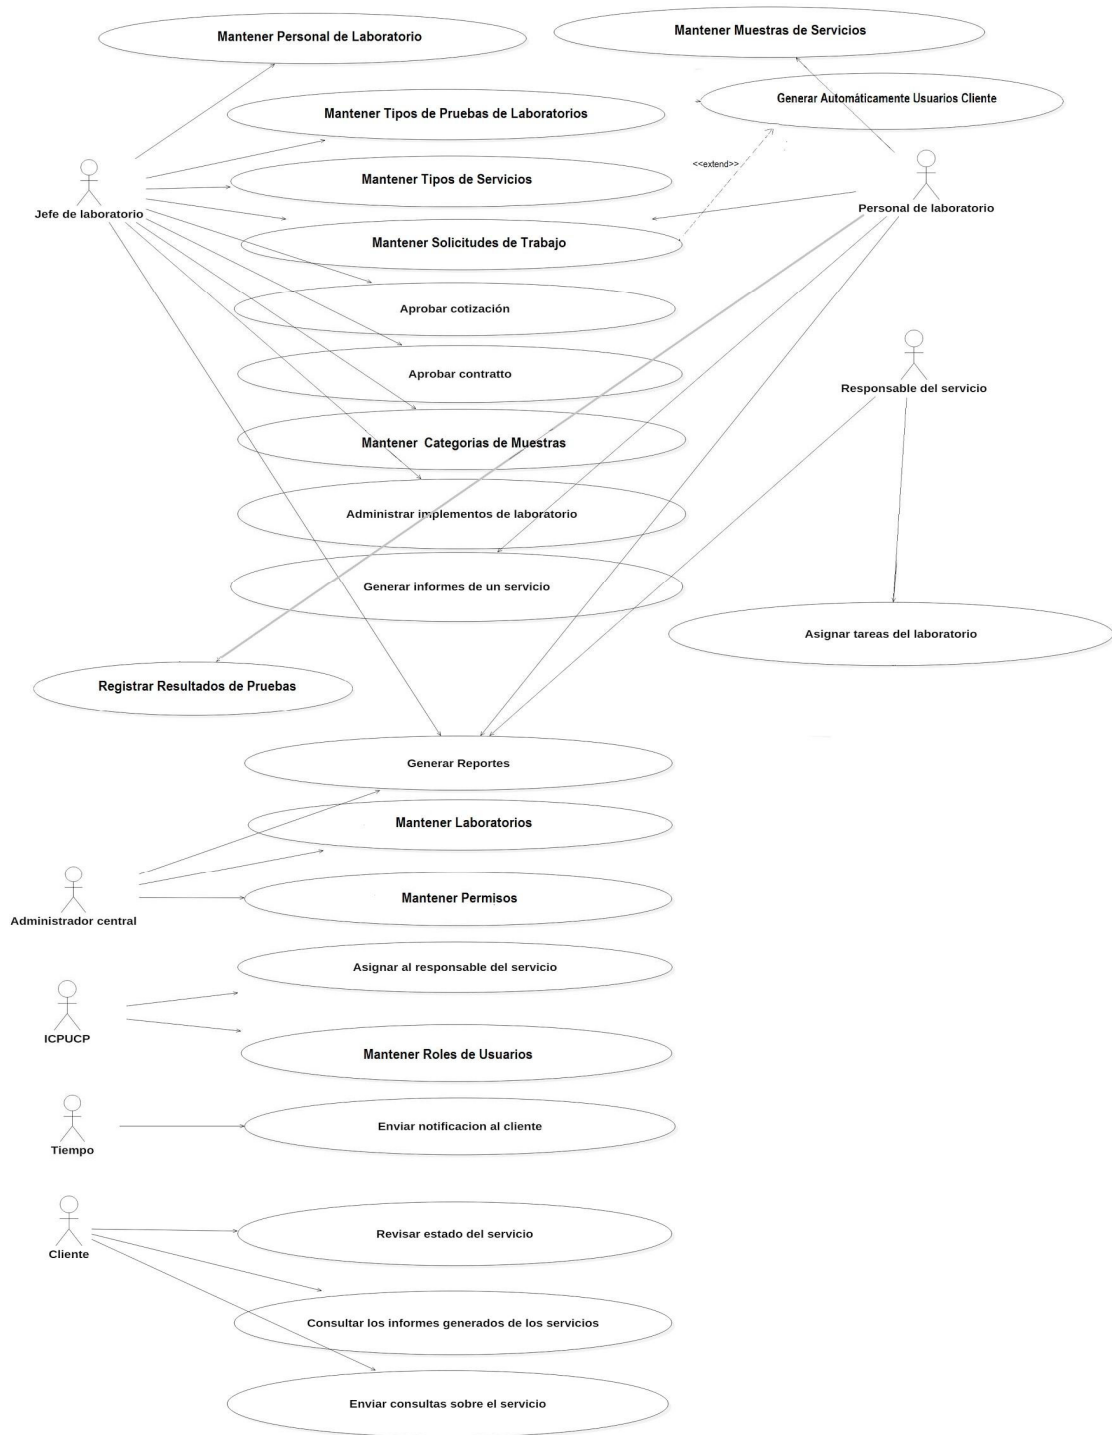 Mantener Personal de Laboratorio
Mantener Muestras de Servicios
Mantener Tipos de Pruebas de Laboratorios
Generar Automáticamente Usuarios Cliente
<<extend>>
Mantener Tipos de Servicios
Jefe de laboratorio
Personal de laboratorio
Mantener Solicitudes de Trabajo
Aprobar cotización
Aprobar contratto
Responsable del servicio
Mantener Categorias de Muestras
Administrar implementos de laboratorio
Generar informes de un servicio
Asignar tareas del laboratorio
Registrar Resultados de Pruebas
Generar Reportes
Mantener Laboratorios
Mantener Permisos
Administrador central
Asignar al responsable del servicio
ICPUCP
Mantener Roles de Usuarios
Enviar notificacion al cliente
Tiempo
Revisar estado del servicio
Cliente
Consultar los informes generados de los servicios
Enviar consultas sobre el servicio